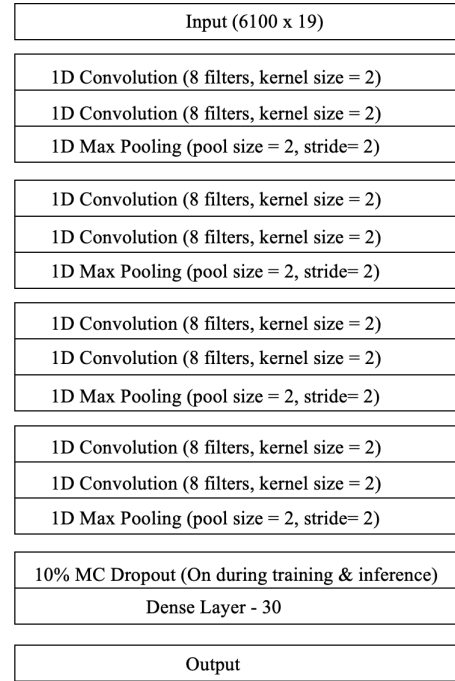 Input (6100 x 19)
1D Convolution (8 filters, kernel size = 2)
1D Convolution (8 filters, kernel size = 2)
1D Max Pooling (pool size = 2, stride= 2)
1D Convolution (8 filters, kernel size = 2)
1D Convolution (8 filters, kernel size = 2)
1D Max Pooling (pool size = 2, stride= 2)
1D Convolution (8 filters, kernel size = 2)
1D Convolution (8 filters, kernel size = 2)
1D Max Pooling (pool size = 2, stride= 2)
1D Convolution (8 filters, kernel size = 2)
1D Convolution (8 filters, kernel size = 2)
1D Max Pooling (pool size = 2, stride= 2)
10% MC Dropout (On during training & inference)
Dense Layer - 30
Output